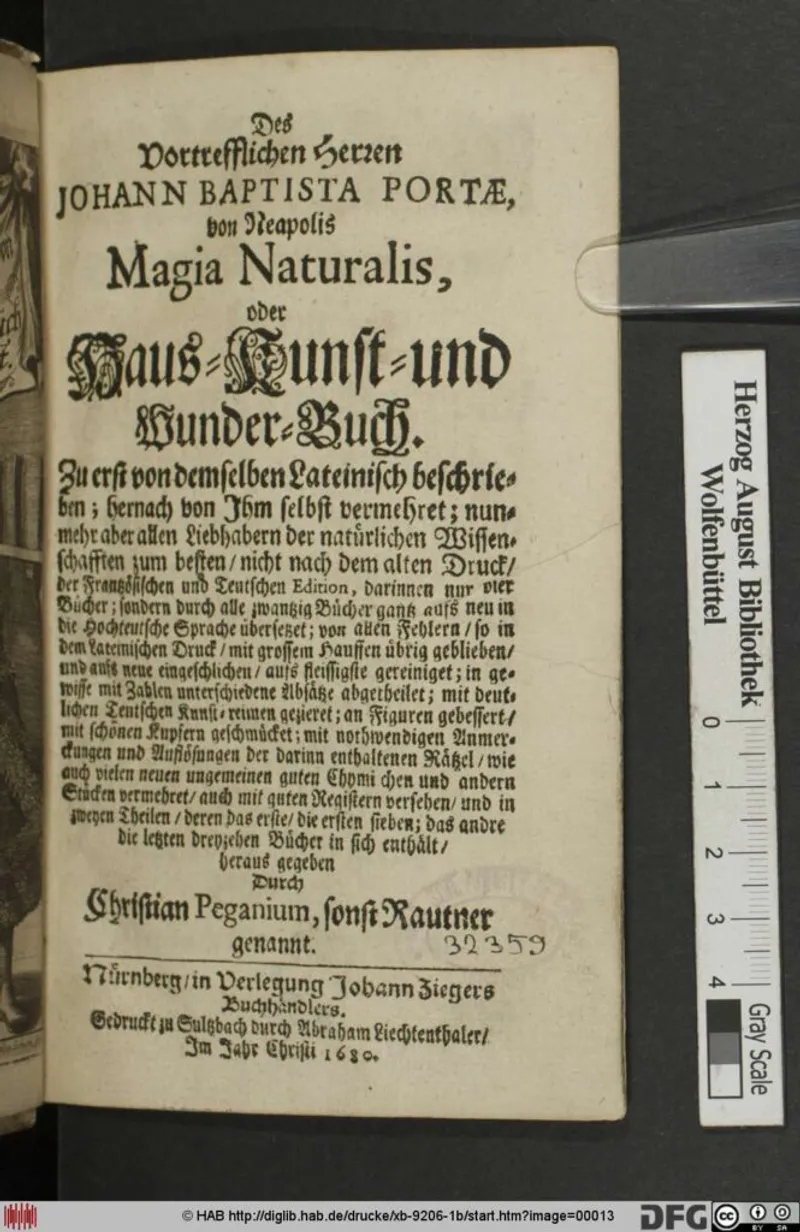 Des
Vortrefflichen Herren
JOHANN BAPTISTA PORTÆ,
von Neapolis
Magia Naturalis,
oder
Haus-Kunst-und
Wunder-Buch.
Zu erst von demselben Lateinisch beschrie-
ben; hernach von Ihm selbst vermehret; nun-
mehr aber allen Liebhabern der natürlichen Wissen-
schafften zum besten/ nicht nach dem alten Druck/
der Frantzösischen und Teutschen Edition, darinnen nur vier
Bücher; sondern durch alle zwantzig Bücher gantz aufs neu in
die Hochteutsche Sprache übersetzet; von allen Fehlern/ so in
dem Lateinischen Druck/ mit grossem Hauffen übrig geblieben/
und aufs neue eingeschlichen/ aufs fleissigste gereiniget; in ge-
wisse mit Zahlen unterschiedene Absätze abgetheilet; mit deut-
lichen Teutschen Kunst-reimen gezieret; an Figuren gebessert/
mit schönen Kupfern geschmücket; mit nothwendigen Anmer-
ckungen und Auflösungen der darinn enthaltenen Rätzel/ wie
auch vielen neuen ungemeinen guten Chymischen und andern
Stücken vermehret/ auch mit guten Registern versehen/ und in
zweyen Theilen/ deren das erste/ die ersten sieben; das andre
die letzten dreyzehen Bücher in sich enthält/
heraus gegeben
Durch
Christian Peganium, sonst Rautner
genannt.
32359
Nürnberg/ in Verlegung Johann Ziegers
Buchhändlers.
Gedruckt zu Sultzbach durch Abraham Liechtenthaler/
Im Jahr Christi 1680.
Herzog August Bibliothek
Wolfenbüttel
0
1
2
3
4
Gray Scale
© HAB http://diglib.hab.de/drucke/xb-9206-1b/start.htm?image=00013
DFG
cc
BY SA